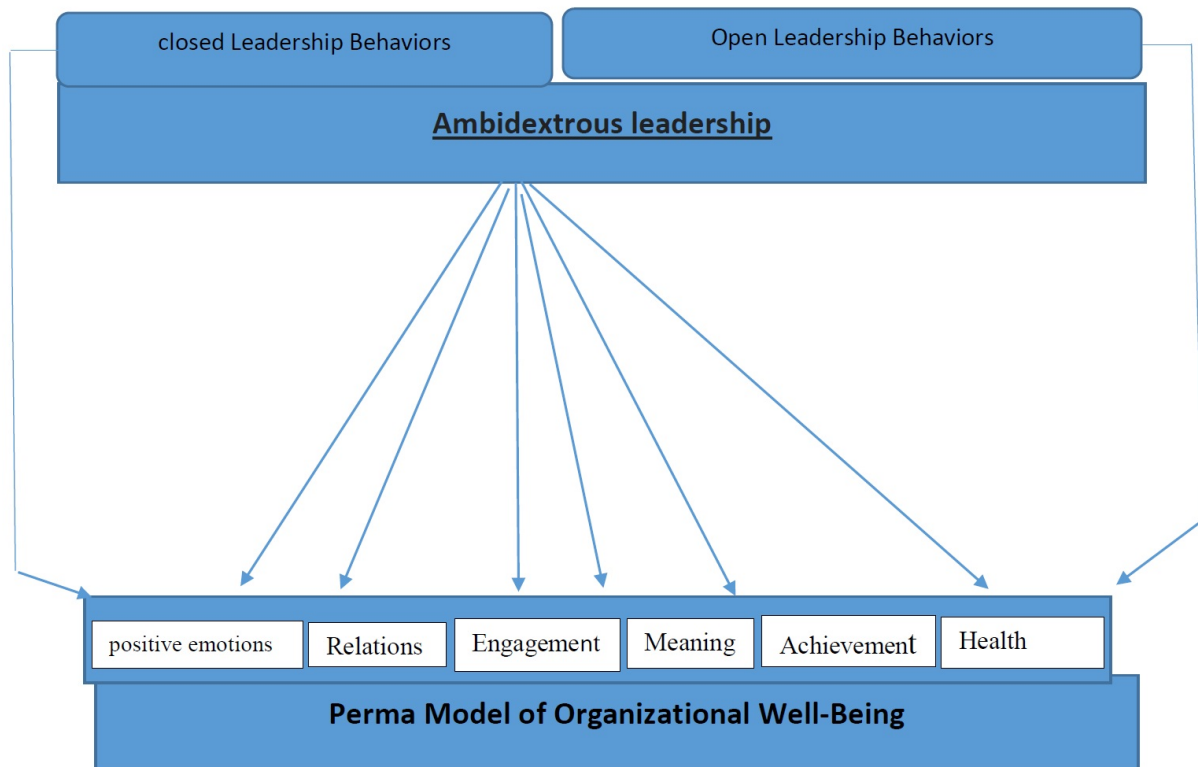 closed Leadership Behaviors
Open Leadership Behaviors
Ambidextrous leadership
positive emotions
Relations
Engagement
Meaning
Achievement
Health
Perma Model of Organizational Well-Being